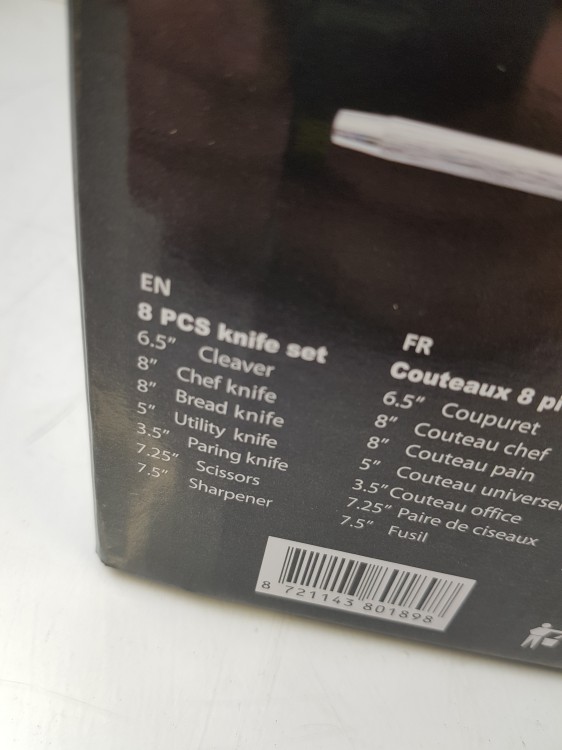 EN
8 PCS knife set
6.5" Cleaver
8" Chef knife
8" Bread knife
5" Utility knife
3.5" Paring knife
7.25" Scissors
7.5" Sharpener
FR
Couteaux 8
6.5" Coupuret
8" Couteau chef
8" Couteau pain
5" Couteau
3.5" Couteau office
7.25" Paire de ciseaux
7.5" Fusil
8 721143 801898